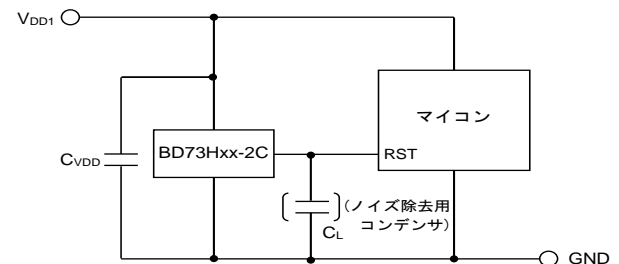 VDD1
マイコン
CVDD
BD73Hxx-2C
RST
(ノイズ除去用
コンデンサ)
CL
GND